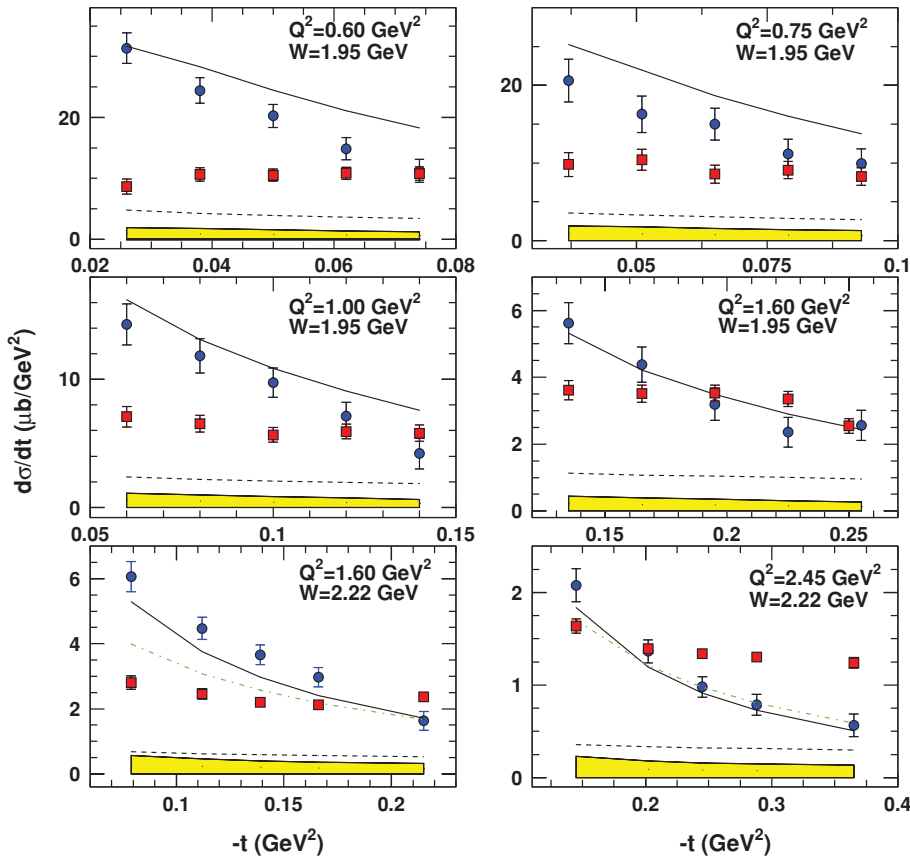 Q²=0.60 GeV²
W=1.95 GeV
20
0
0.02
0.04
0.06
0.08
Q²=0.75 GeV²
W=1.95 GeV
20
0
0.05
0.1
Q²=1.00 GeV²
W=1.95 GeV
10
0
0.05
0.1
0.15
Q²=1.60 GeV²
W=1.95 GeV
6
4
2
0
0.15
0.2
0.25
dσ/dt (μb/GeV²)
Q²=1.60 GeV²
W=2.22 GeV
6
4
2
0
0.1
0.15
0.2
-t (GeV²)
Q²=2.45 GeV²
W=2.22 GeV
2
1
0
0.2
0.3
0.4
-t (GeV²)